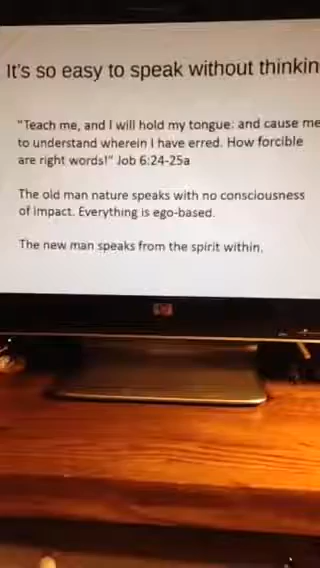 It's so easy to speak without thinkin
"Teach me, and I will hold my tongue: and cause me
to understand wherein I have erred. How forcible
are right words!" Job 6:24-25a
The old man nature speaks with no consciousness
of impact. Everything is ego-based.
The new man speaks from the spirit within.
hp